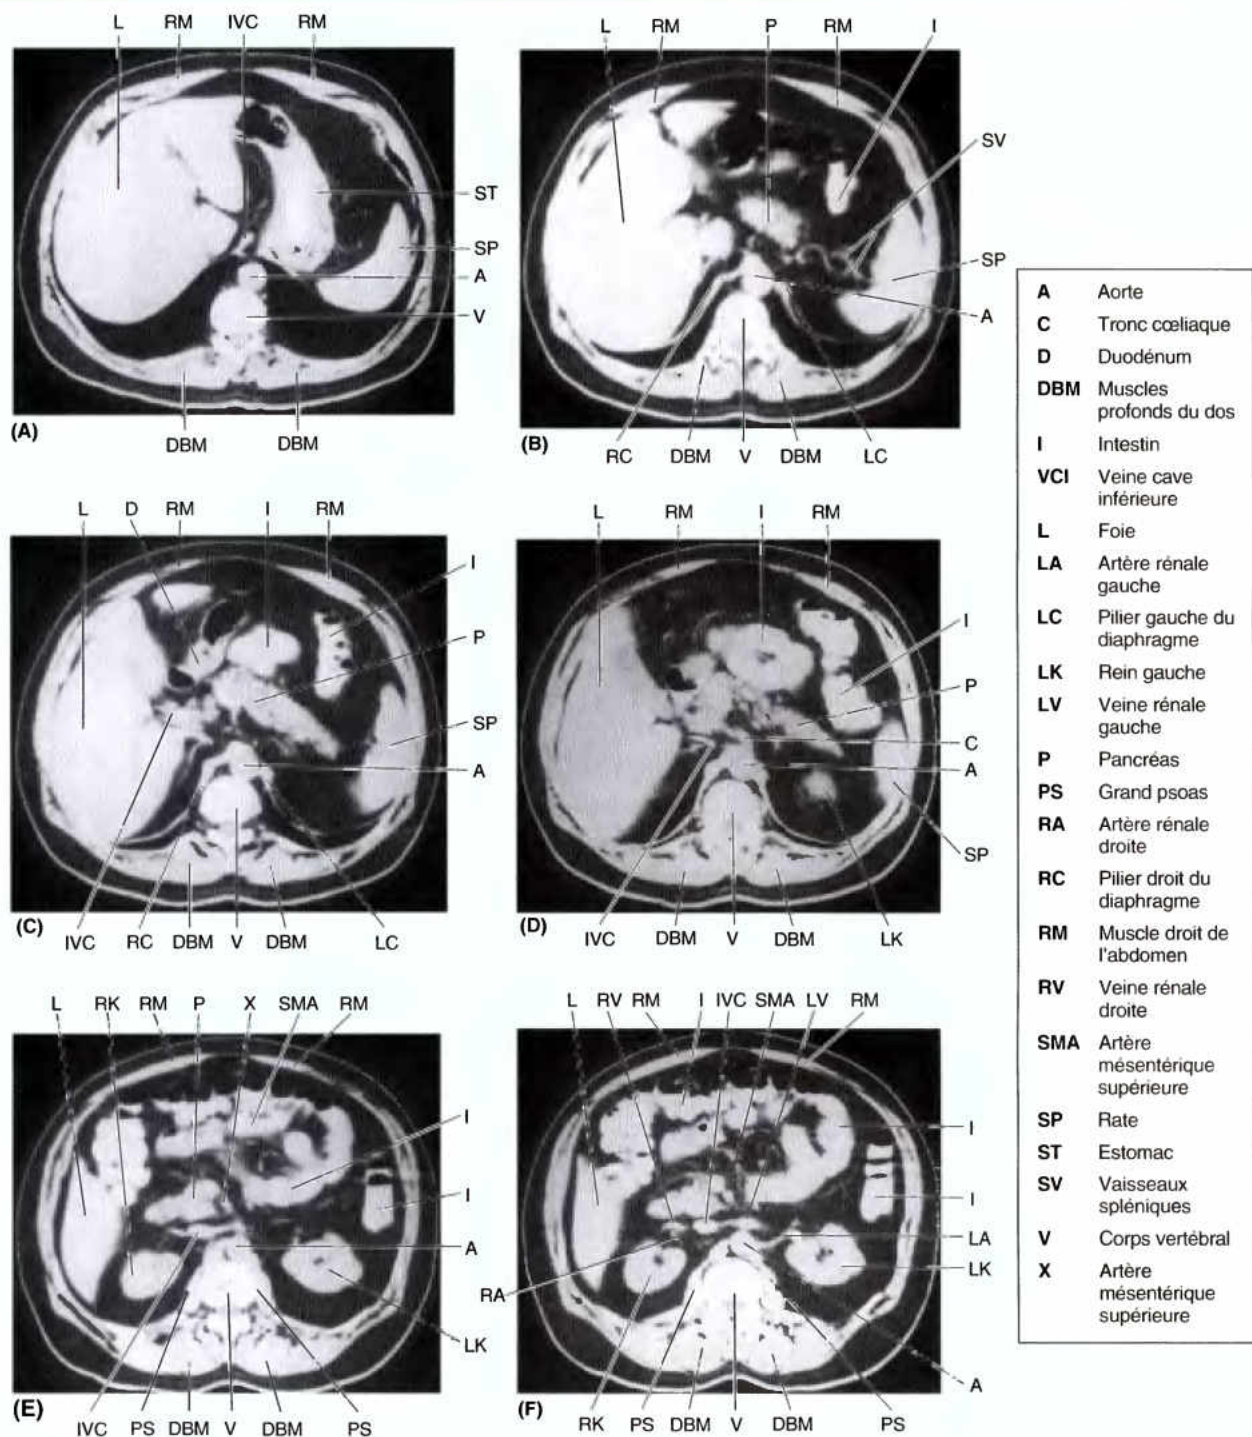 L RM IVC RM
ST
SP
A
V
(A)
DBM DBM
L RM P RM I
SV
SP
A
(B)
RC DBM V DBM LC
L D RM I RM
I
P
SP
A
(C)
IVC RC DBM V DBM LC
L RM I RM
I
P
C
A
SP
(D)
IVC DBM V DBM LK
L RK RM P X SMA RM
I
I
A
LK
(E)
IVC PS DBM V DBM PS
L RV RM I IVC SMA LV RM
I
I
LA
LK
RA
A
(F)
RK PS DBM V DBM PS
A Aorte
C Tronc cœliaque
D Duodénum
DBM Muscles
profonds du dos
I Intestin
VCI Veine cave
inférieure
L Foie
LA Artère rénale
gauche
LC Pilier gauche du
diaphragme
LK Rein gauche
LV Veine rénale
gauche
P Pancréas
PS Grand psoas
RA Artère rénale
droite
RC Pilier droit du
diaphragme
RM Muscle droit de
l'abdomen
RV Veine rénale
droite
SMA Artère
mésentérique
supérieure
SP Rate
ST Estomac
SV Vaisseaux
spléniques
V Corps vertébral
X Artère
mésentérique
supérieure